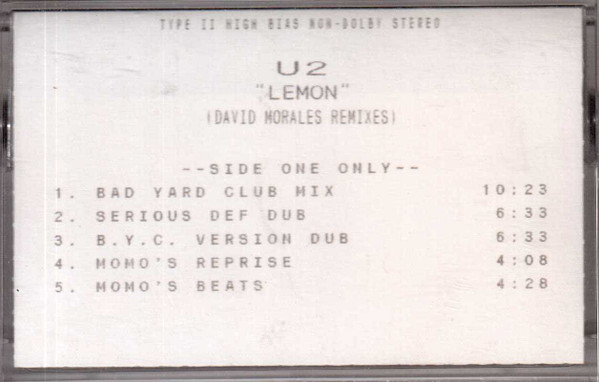 TYPE II HIGH BIAS NON-DOLBY STEREO
U2
"LEMON"
(DAVID MORALES REMIXES)
--SIDE ONE ONLY--
1. BAD YARD CLUB MIX 10:23
2. SERIOUS DEF DUB 6:33
3. B.Y.C. VERSION DUB 6:33
4. MOMO'S REPRISE 4:08
5. MOMO'S BEATS 4:28